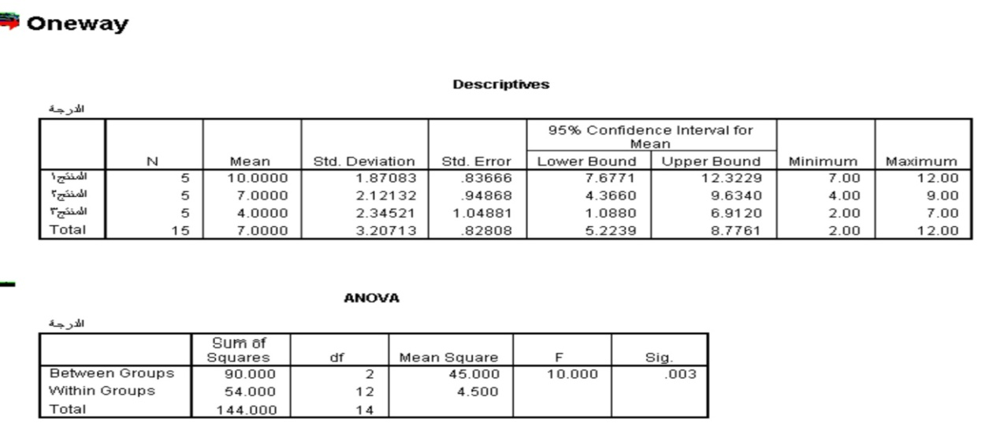 Oneway
Descriptives
الدرجة
95% Confidence Interval for Mean
N Mean Std. Deviation Std. Error Lower Bound Upper Bound Minimum Maximum
المنتج١ 5 10.0000 1.87083 .83666 7.6771 12.3229 7.00 12.00
المنتج٢ 5 7.0000 2.12132 .94868 4.3660 9.6340 4.00 9.00
المنتج٣ 5 4.0000 2.34521 1.04881 1.0880 6.9120 2.00 7.00
Total 15 7.0000 3.20713 .82808 5.2239 8.7761 2.00 12.00
ANOVA
الدرجة
Sum of Squares df Mean Square F Sig.
Between Groups 90.000 2 45.000 10.000 .003
Within Groups 54.000 12 4.500
Total 144.000 14